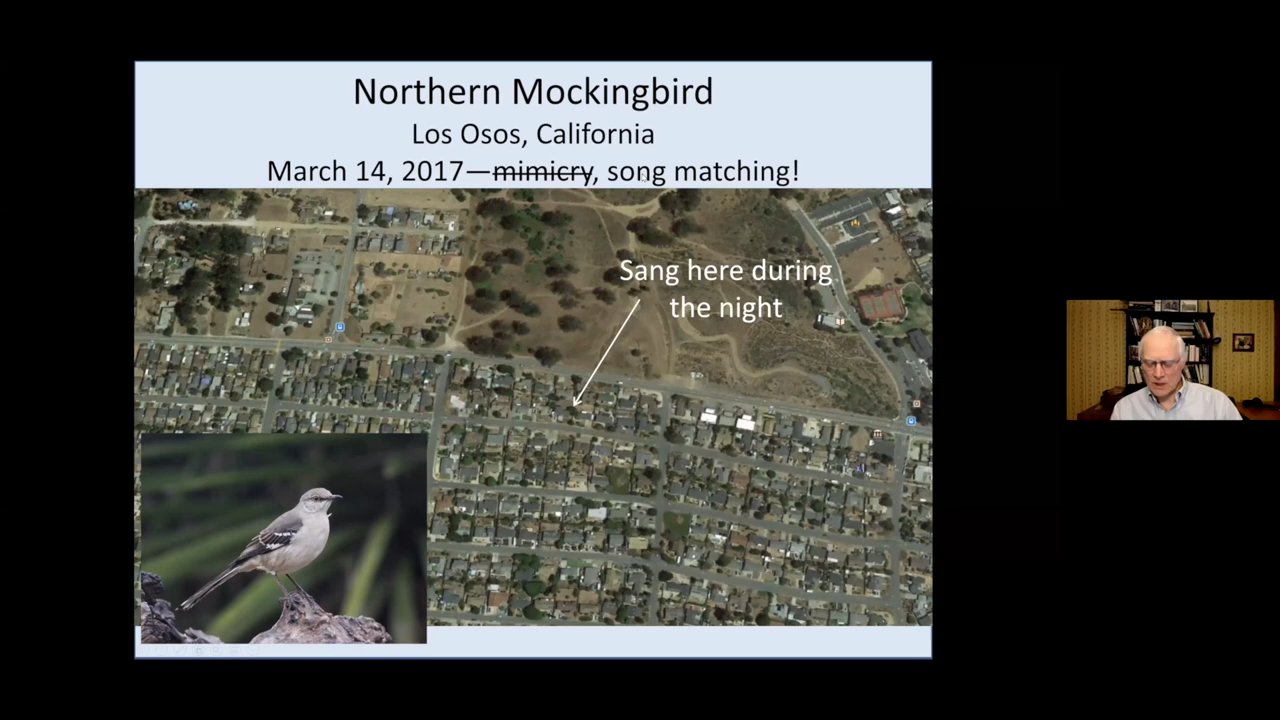 Northern Mockingbird
Los Osos, California
March 14, 2017—mimicry, song matching!
Sang here during
the night